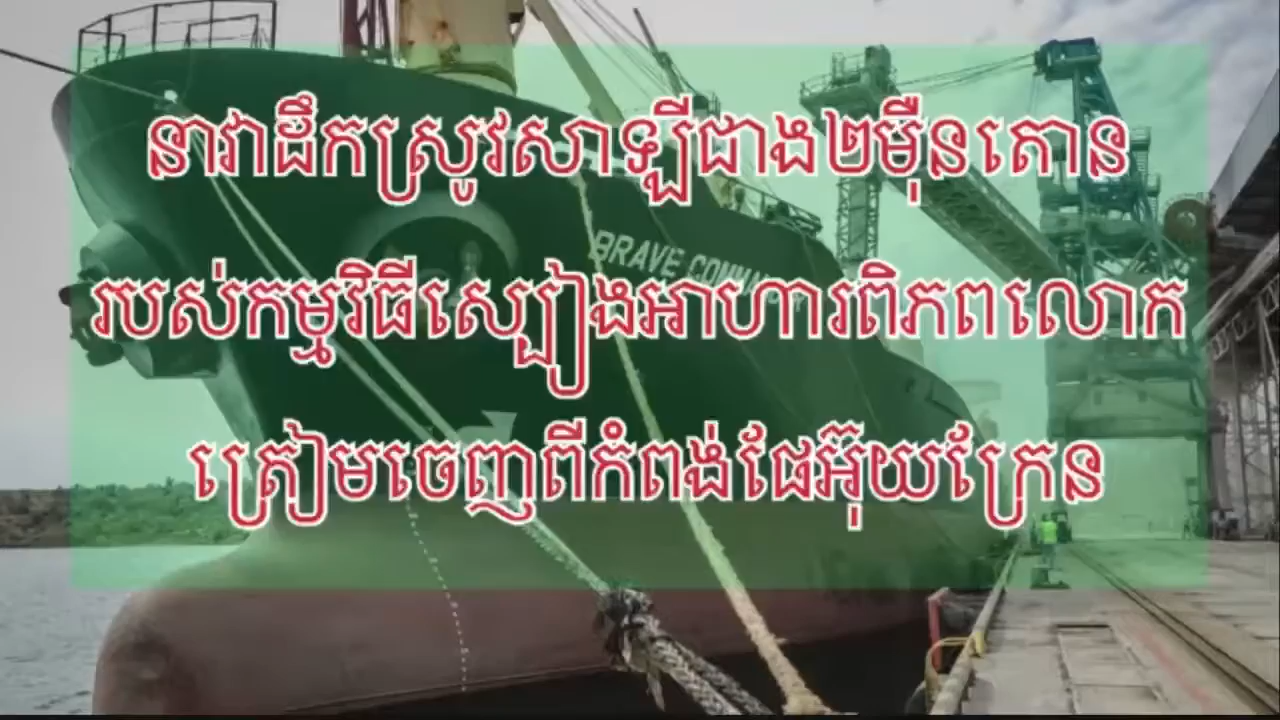 នាវាដឹកស្រូវសាឡីជាង២ម៉ឺនតោន
BRAVE COMMANDER
របស់កម្មវិធីស្បៀងអាហារពិភពលោក
ត្រៀមចេញពីកំពង់ផែអ៊ុយក្រែន